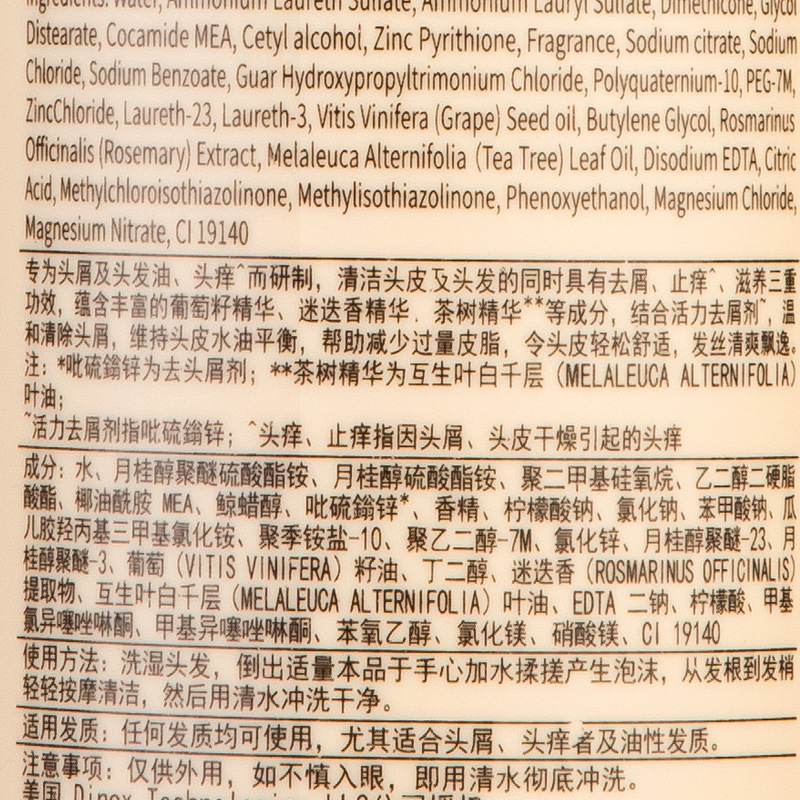 Ingredients: Water, Ammonium Laureth Sulfate, Ammonium Lauryl Sulfate, Dimethicone, Glycol
Distearate, Cocamide MEA, Cetyl alcohol, Zinc Pyrithione, Fragrance, Sodium citrate, Sodium
Chloride, Sodium Benzoate, Guar Hydroxypropyltrimonium Chloride, Polyquaternium-10, PEG-7M,
ZincChloride, Laureth-23, Laureth-3, Vitis Vinifera (Grape) Seed oil, Butylene Glycol, Rosmarinus
Officinalis (Rosemary) Extract, Melaleuca Alternifolia (Tea Tree) Leaf Oil, Disodium EDTA, Citric
Acid, Methylchloroisothiazolinone, Methylisothiazolinone, Phenoxyethanol, Magnesium Chloride,
Magnesium Nitrate, CI 19140
专为头屑及头发油、头痒^而研制，清洁头皮及头发的同时具有去屑、止痒^、滋养三重
功效，蕴含丰富的葡萄籽精华、迷迭香精华、茶树精华**等成分，结合活力去屑剂~，温
和清除头屑，维持头皮水油平衡，帮助减少过量皮脂，令头皮轻松舒适，发丝清爽飘逸。
注：*吡硫鎓锌为去头屑剂；**茶树精华为互生叶白千层（MELALEUCA ALTERNIFOLIA）
叶油；
~活力去屑剂指吡硫鎓锌；^头痒、止痒指因头屑、头皮干燥引起的头痒
成分：水、月桂醇聚醚硫酸酯铵、月桂醇硫酸酯铵、聚二甲基硅氧烷、乙二醇二硬脂
酸酯、椰油酰胺 MEA、鲸蜡醇、吡硫鎓锌*、香精、柠檬酸钠、氯化钠、苯甲酸钠、瓜
儿胶羟丙基三甲基氯化铵、聚季铵盐-10、聚乙二醇-7M、氯化锌、月桂醇聚醚-23、月
桂醇聚醚-3、葡萄（VITIS VINIFERA）籽油、丁二醇、迷迭香（ROSMARINUS OFFICINALIS）
提取物、互生叶白千层（MELALEUCA ALTERNIFOLIA）叶油、EDTA 二钠、柠檬酸、甲基
氯异噻唑啉酮、甲基异噻唑啉酮、苯氧乙醇、氯化镁、硝酸镁、CI 19140
使用方法：洗湿头发，倒出适量本品于手心加水揉搓产生泡沫，从发根到发梢
轻轻按摩清洁，然后用清水冲洗干净。
适用发质：任何发质均可使用，尤其适合头屑、头痒者及油性发质。
注意事项：仅供外用，如不慎入眼，即用清水彻底冲洗。
美国